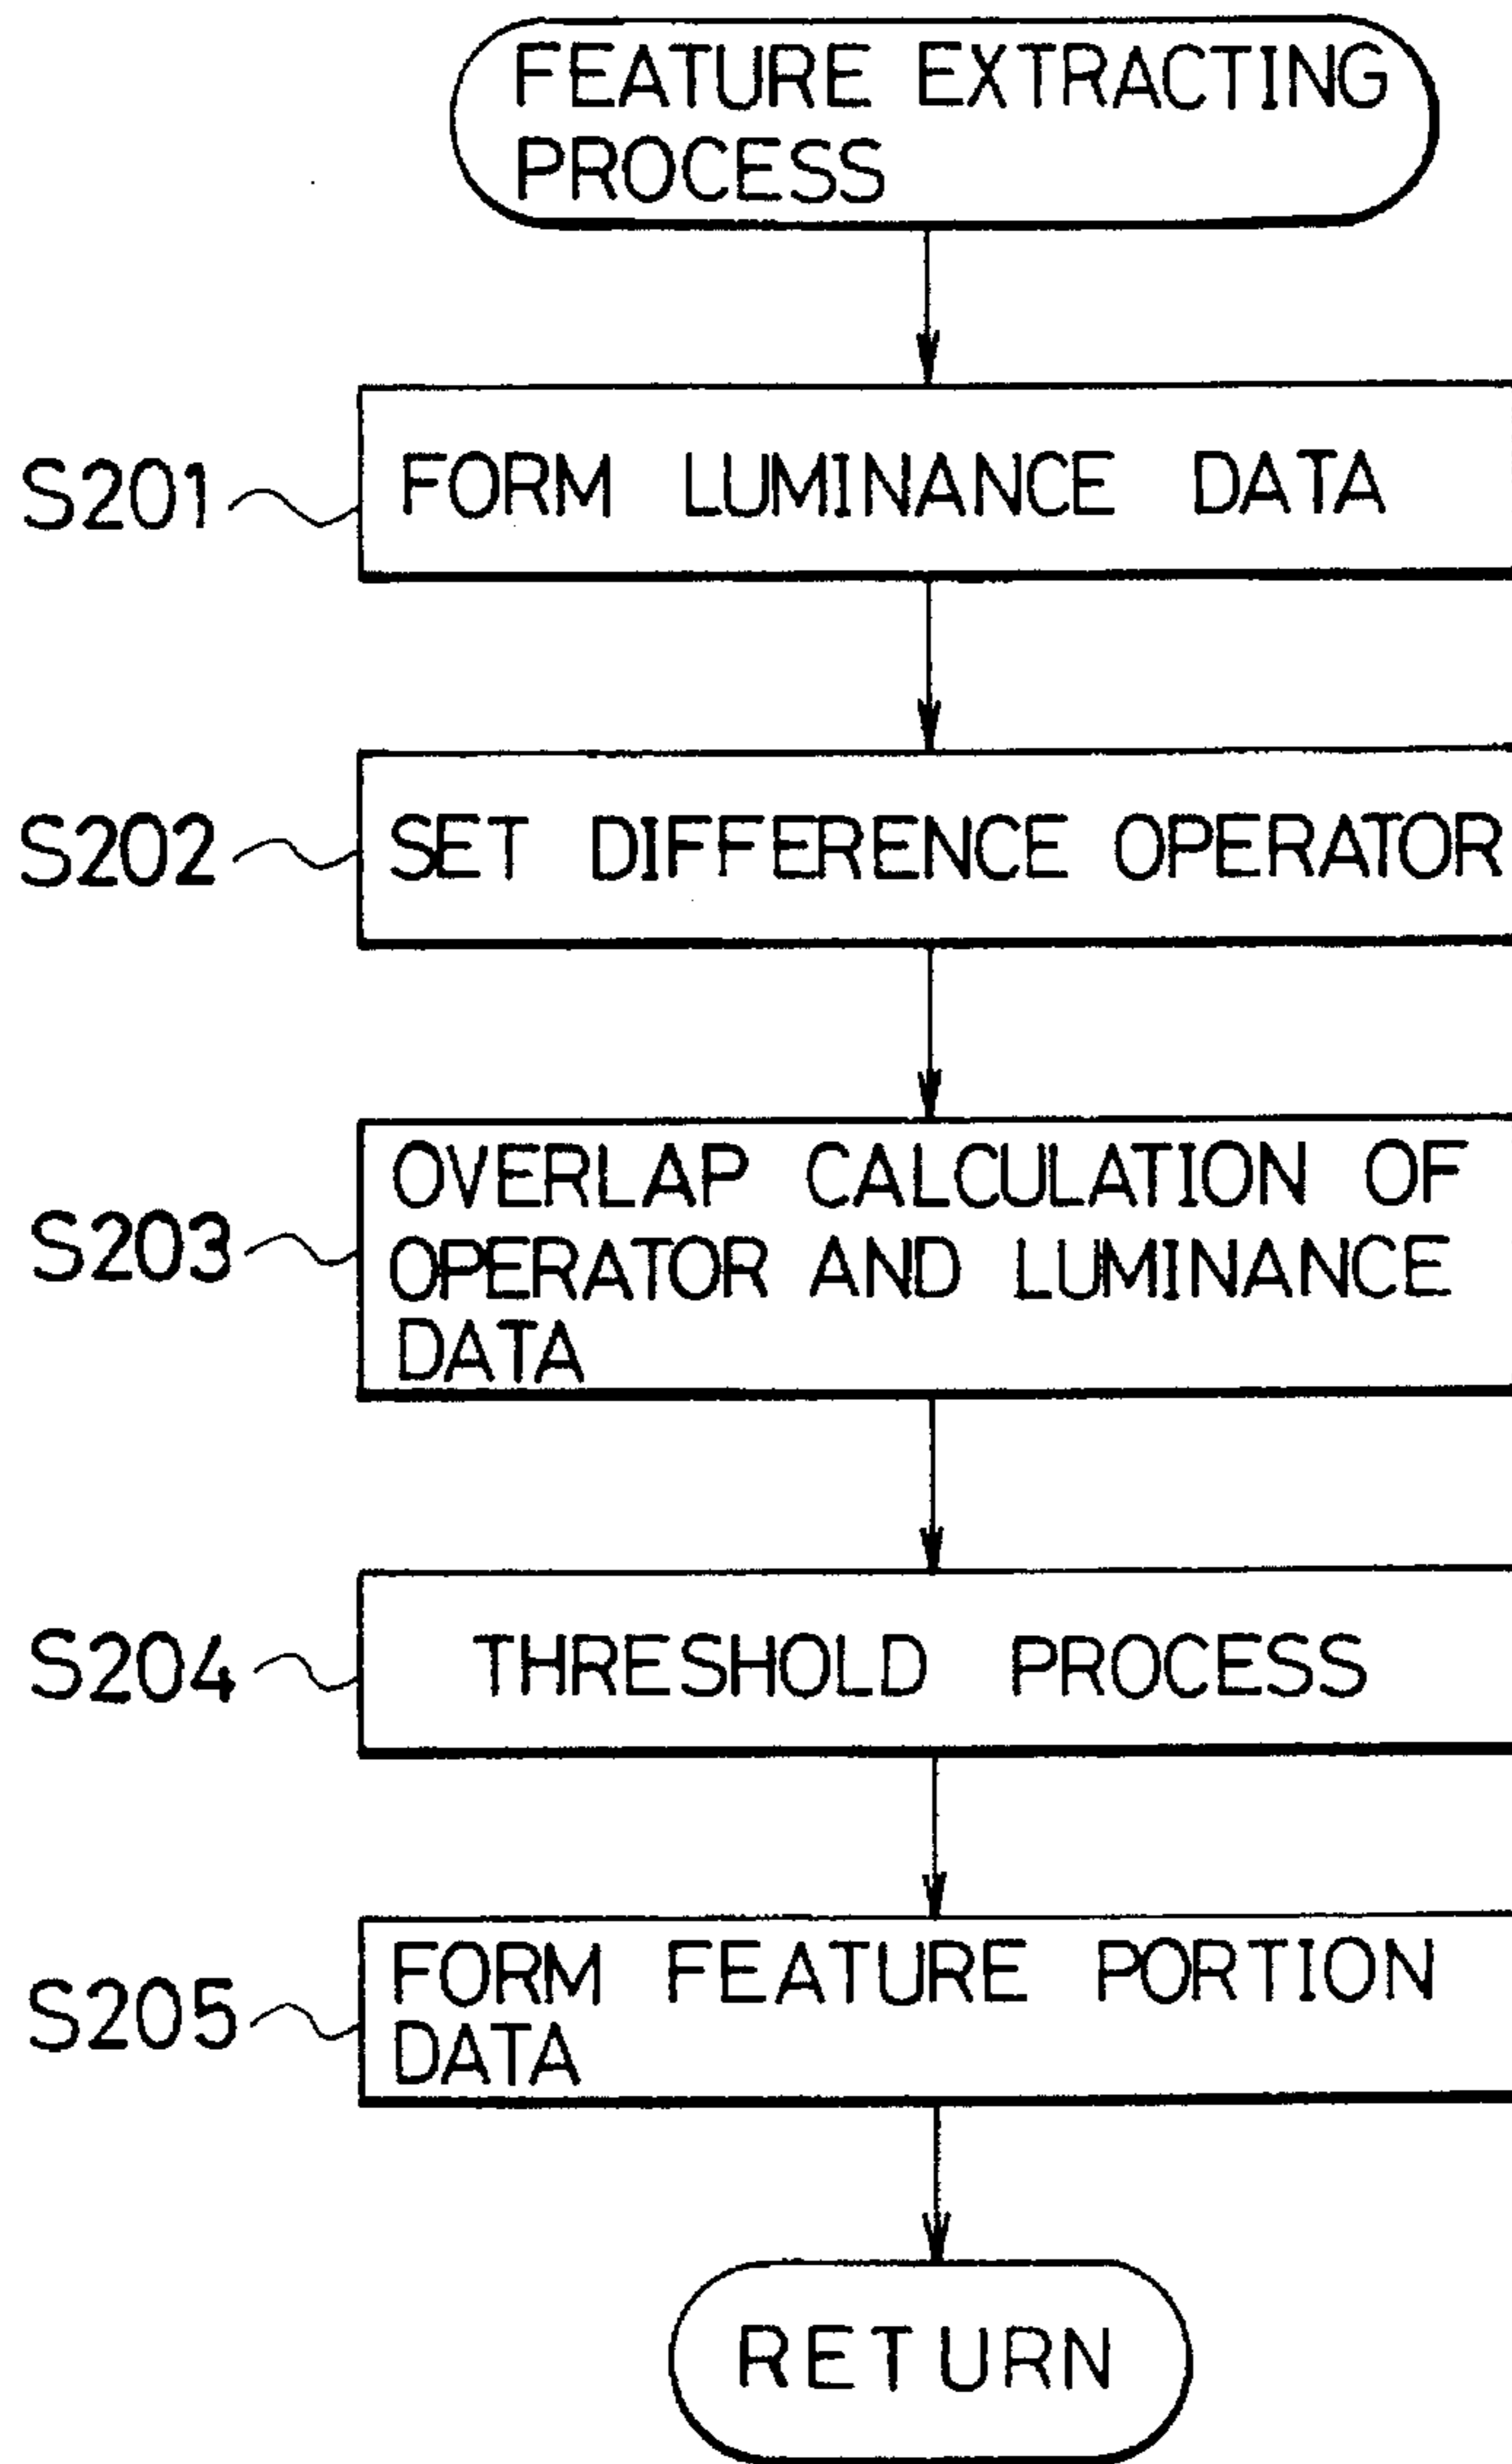 FEATURE EXTRACTING
PROCESS
S201
FORM LUMINANCE DATA
S202
SET DIFFERENCE OPERATOR
S203
OVERLAP CALCULATION OF
OPERATOR AND LUMINANCE
DATA
S204
THRESHOLD PROCESS
S205
FORM FEATURE PORTION
DATA
RETURN